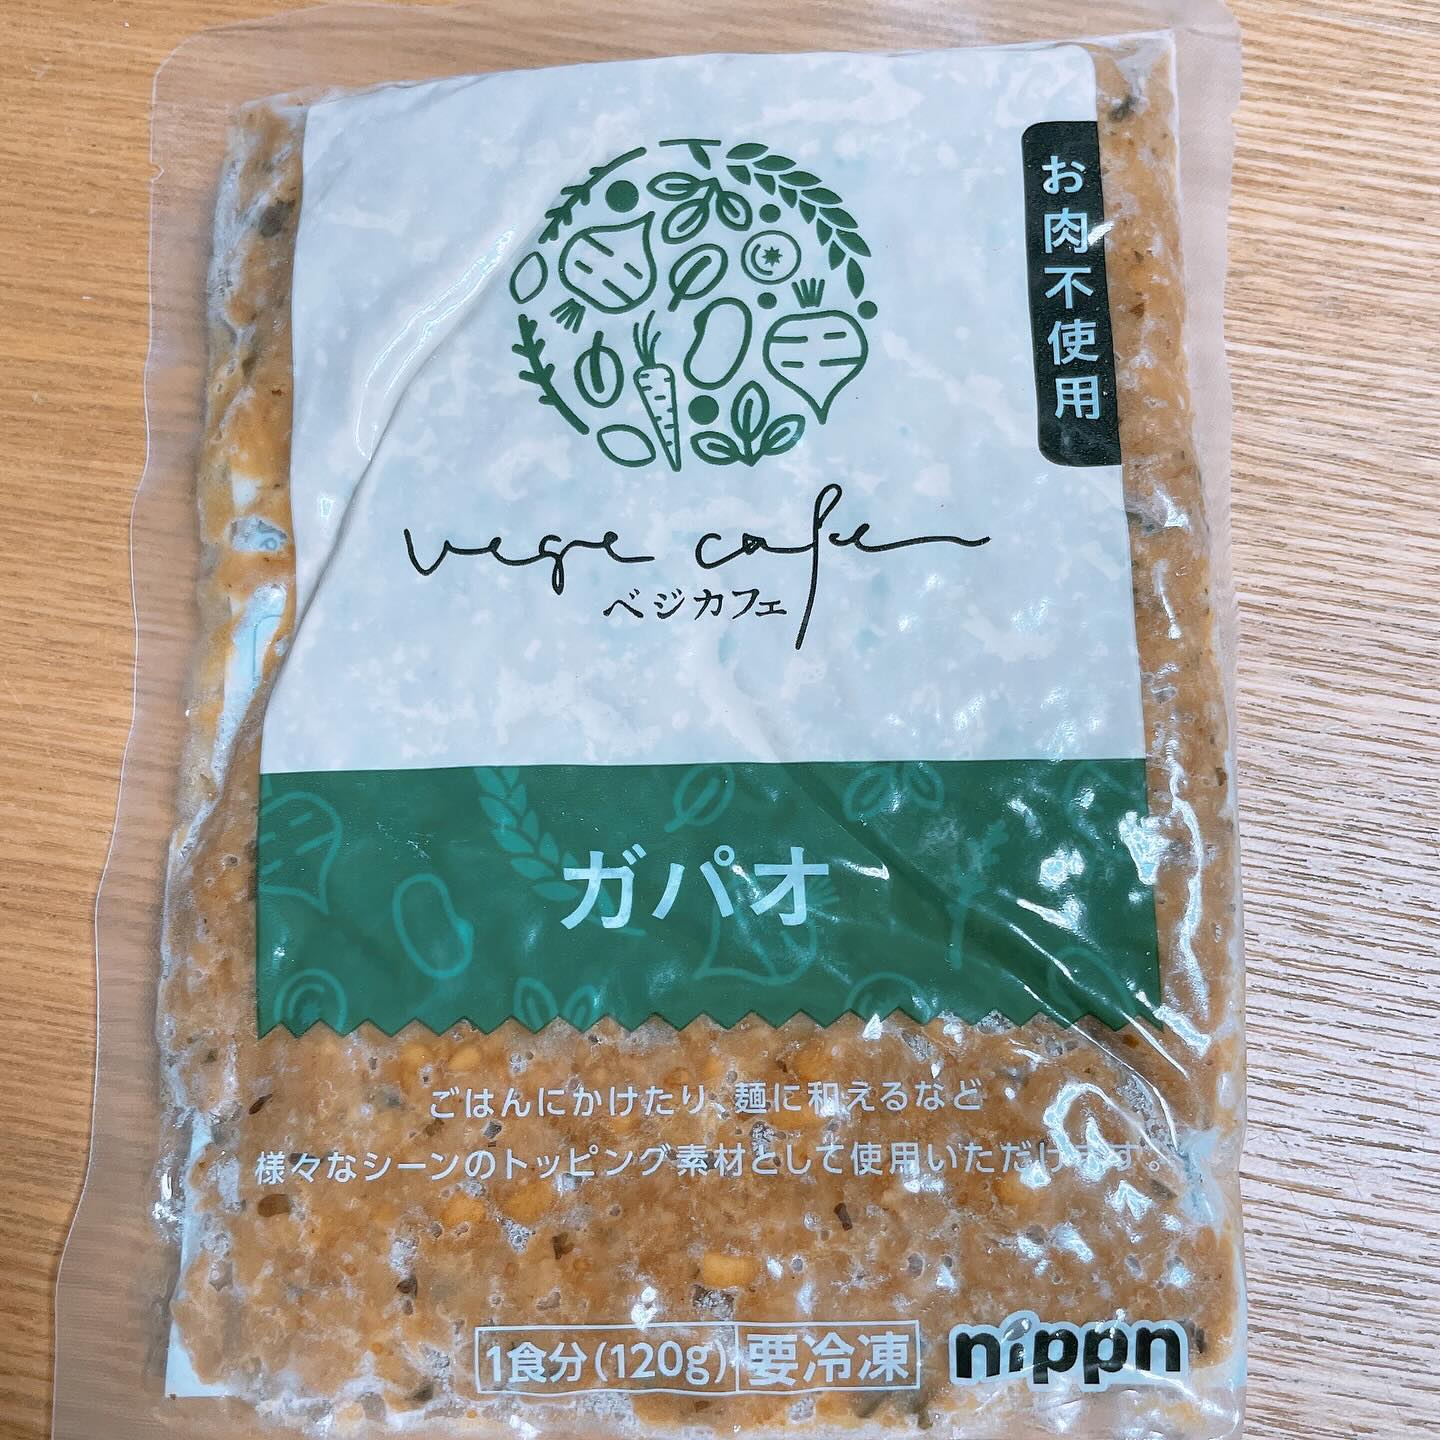 お肉不使用
vege cafe
ベジカフェ
ガパオ
ごはんにかけたり、麺に和えるなど
様々なシーンのトッピング素材として使用いただけます。
1食分(120g) 要冷凍
nippn